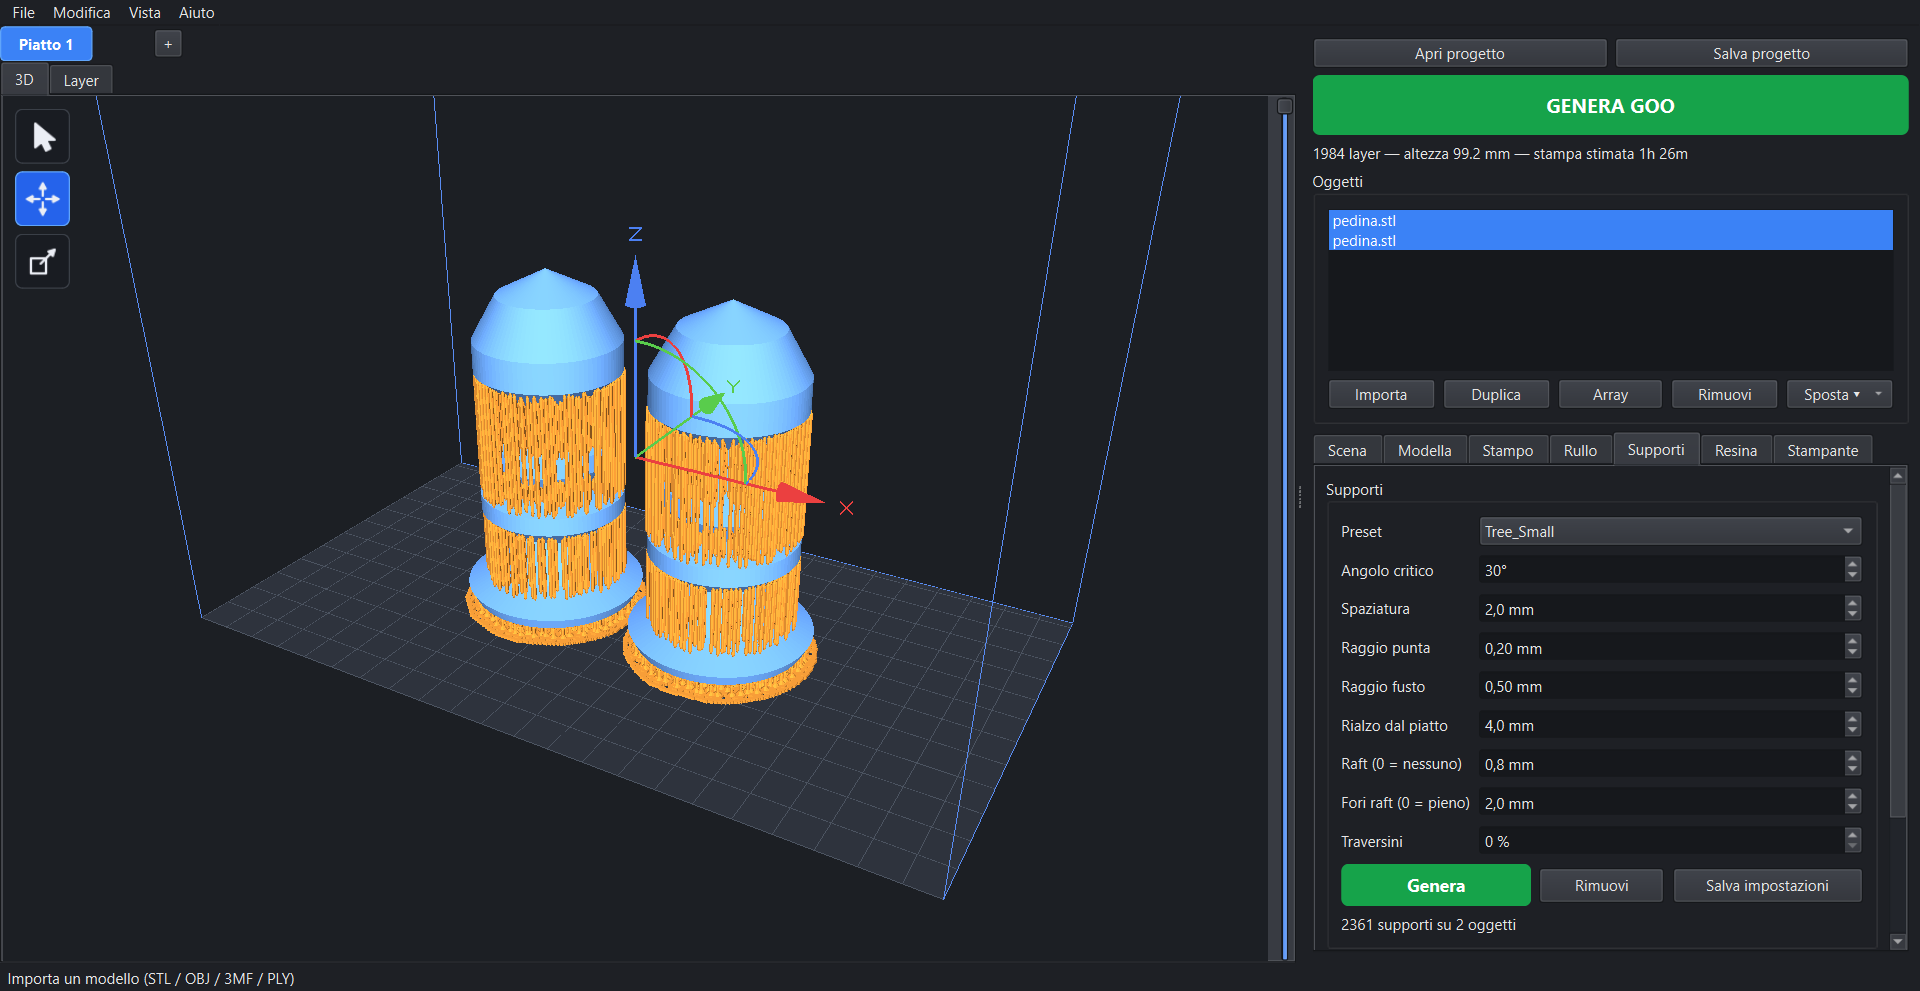 File Modifica Vista Aiuto
Piatto 1 +
3D Layer
Z
Y
X
Apri progetto Salva progetto
GENERA GOO
1984 layer — altezza 99.2 mm — stampa stimata 1h 26m
Oggetti
pedina.stl
pedina.stl
Importa Duplica Array Rimuovi Sposta ▾
Scena Modella Stampo Rullo Supporti Resina Stampante
Supporti
Preset Tree_Small
Angolo critico 30°
Spaziatura 2,0 mm
Raggio punta 0,20 mm
Raggio fusto 0,50 mm
Rialzo dal piatto 4,0 mm
Raft (0 = nessuno) 0,8 mm
Fori raft (0 = pieno) 2,0 mm
Traversini 0 %
Genera Rimuovi Salva impostazioni
2361 supporti su 2 oggetti
Importa un modello (STL / OBJ / 3MF / PLY)